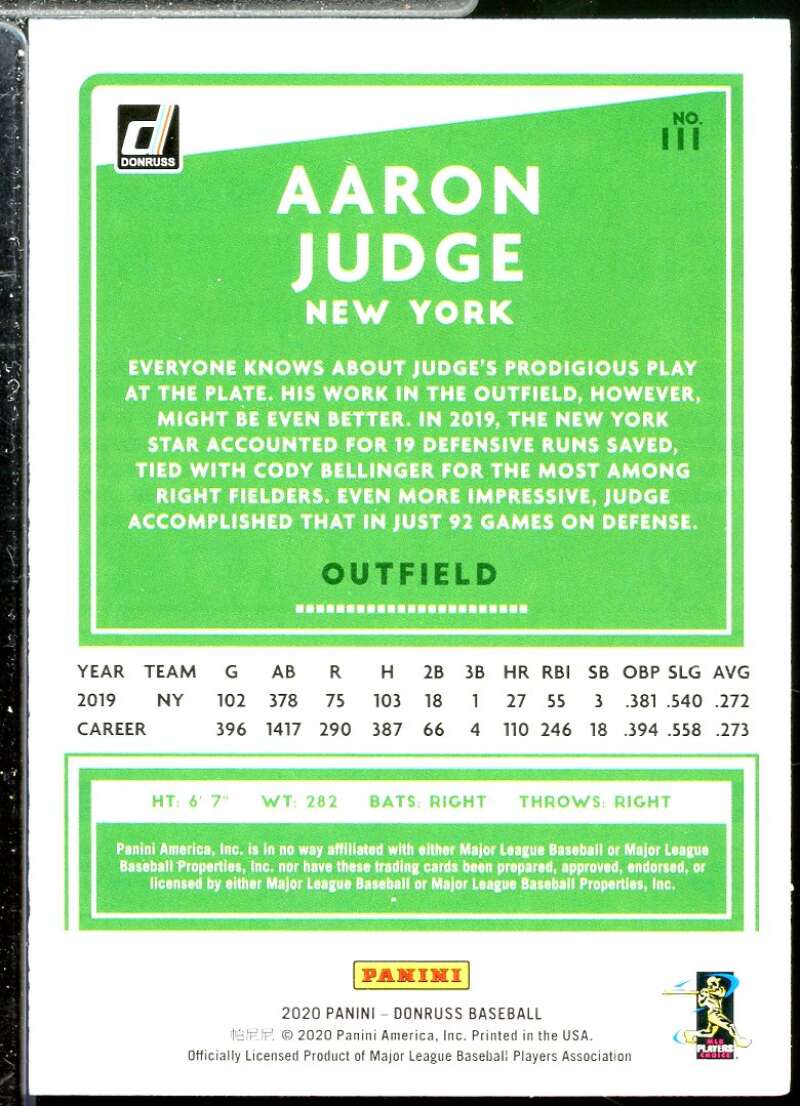 DONRUSS
NO.
111
AARON
JUDGE
NEW YORK
EVERYONE KNOWS ABOUT JUDGE'S PRODIGIOUS PLAY
AT THE PLATE. HIS WORK IN THE OUTFIELD, HOWEVER,
MIGHT BE EVEN BETTER. IN 2019, THE NEW YORK
STAR ACCOUNTED FOR 19 DEFENSIVE RUNS SAVED,
TIED WITH CODY BELLINGER FOR THE MOST AMONG
RIGHT FIELDERS. EVEN MORE IMPRESSIVE, JUDGE
ACCOMPLISHED THAT IN JUST 92 GAMES ON DEFENSE.
OUTFIELD
YEAR TEAM G AB R H 2B 3B HR RBI SB OBP SLG AVG
2019 NY 102 378 75 103 18 1 27 55 3 .381 .540 .272
CAREER 396 1417 290 387 66 4 110 246 18 .394 .558 .273
HT: 6' 7" WT: 282 BATS: RIGHT THROWS: RIGHT
Panini America, Inc. is in no way affiliated with either Major League Baseball or Major League
Baseball Properties, Inc. nor have these trading cards been prepared, approved, endorsed, or
licensed by either Major League Baseball or Major League Baseball Properties, Inc.
PANINI
2020 PANINI – DONRUSS BASEBALL
帕尼尼 © 2020 Panini America, Inc. Printed in the USA.
Officially Licensed Product of Major League Baseball Players Association
MLB
PLAYERS
CHOICE